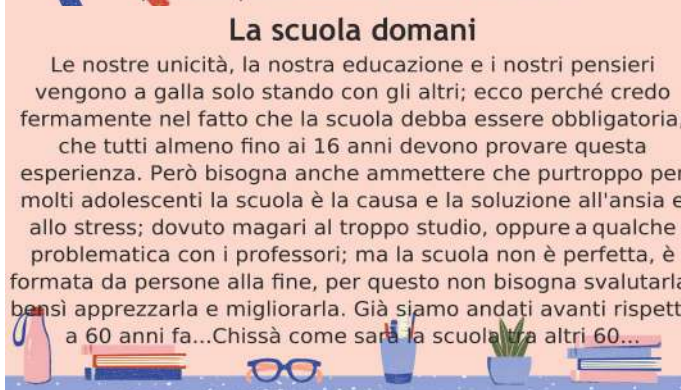 La scuola domani
Le nostre unicità, la nostra educazione e i nostri pensieri
vengono a galla solo stando con gli altri; ecco perché credo
fermamente nel fatto che la scuola debba essere obbligatoria,
che tutti almeno fino ai 16 anni devono provare questa
esperienza. Però bisogna anche ammettere che purtroppo per
molti adolescenti la scuola è la causa e la soluzione all'ansia e
allo stress; dovuto magari al troppo studio, oppure a qualche
problematica con i professori; ma la scuola non è perfetta, è
formata da persone alla fine, per questo non bisogna svalutarla
bensì apprezzarla e migliorarla. Già siamo andati avanti rispett
a 60 anni fa...Chissà come sarà la scuola tra altri 60...